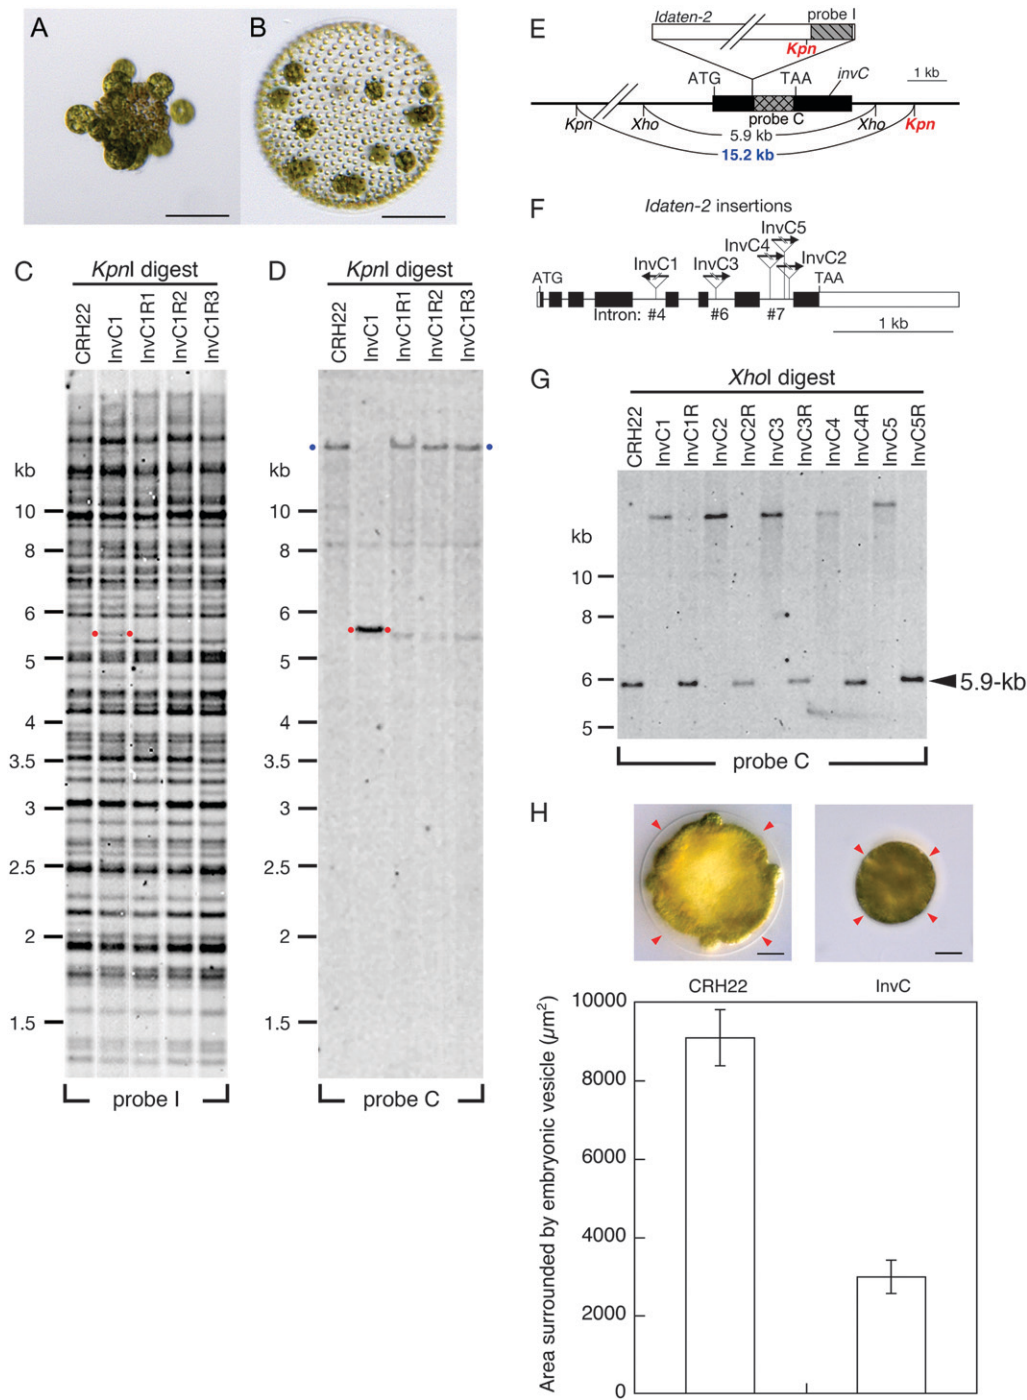 A
B
C
KpnI digest
CRH22
InvC1
InvC1R1
InvC1R2
InvC1R3
kb
10
8
6
5
4
3.5
3
2.5
2
1.5
probe I
D
KpnI digest
CRH22
InvC1
InvC1R1
InvC1R2
InvC1R3
kb
10
8
6
5
4
3.5
3
2.5
2
1.5
probe C
E
Idaten-2
probe I
Kpn
ATG
TAA
invC
1 kb
probe C
Kpn
Xho
Xho
Kpn
5.9 kb
15.2 kb
F
Idaten-2 insertions
InvC5
InvC4
InvC1
InvC3
InvC2
ATG
TAA
Intron: #4 #6 #7
1 kb
G
XhoI digest
CRH22
InvC1
InvC1R
InvC2
InvC2R
InvC3
InvC3R
InvC4
InvC4R
InvC5
InvC5R
kb
10
8
6
5
5.9-kb
probe C
H
CRH22
InvC
Area surrounded by embryonic vesicle (µm²)
10000
8000
6000
4000
2000
0